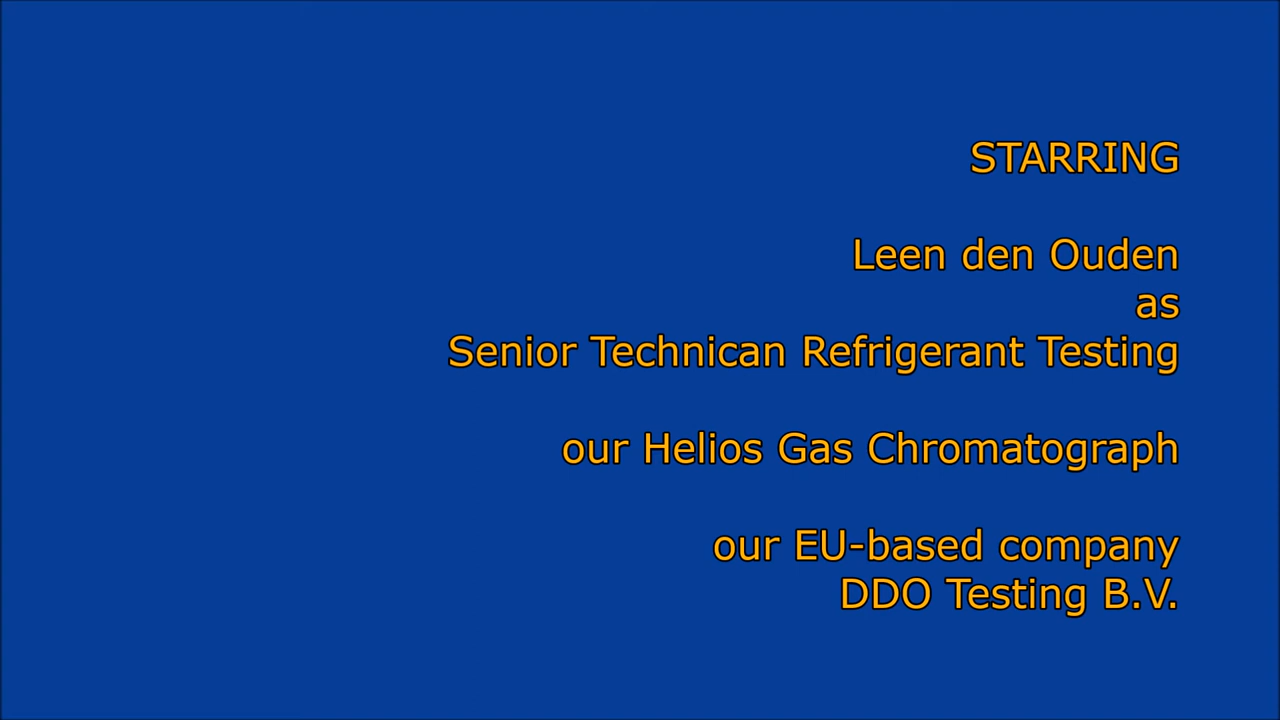 STARRING
Leen den Ouden
as
Senior Technican Refrigerant Testing
our Helios Gas Chromatograph
our EU-based company
DDO Testing B.V.